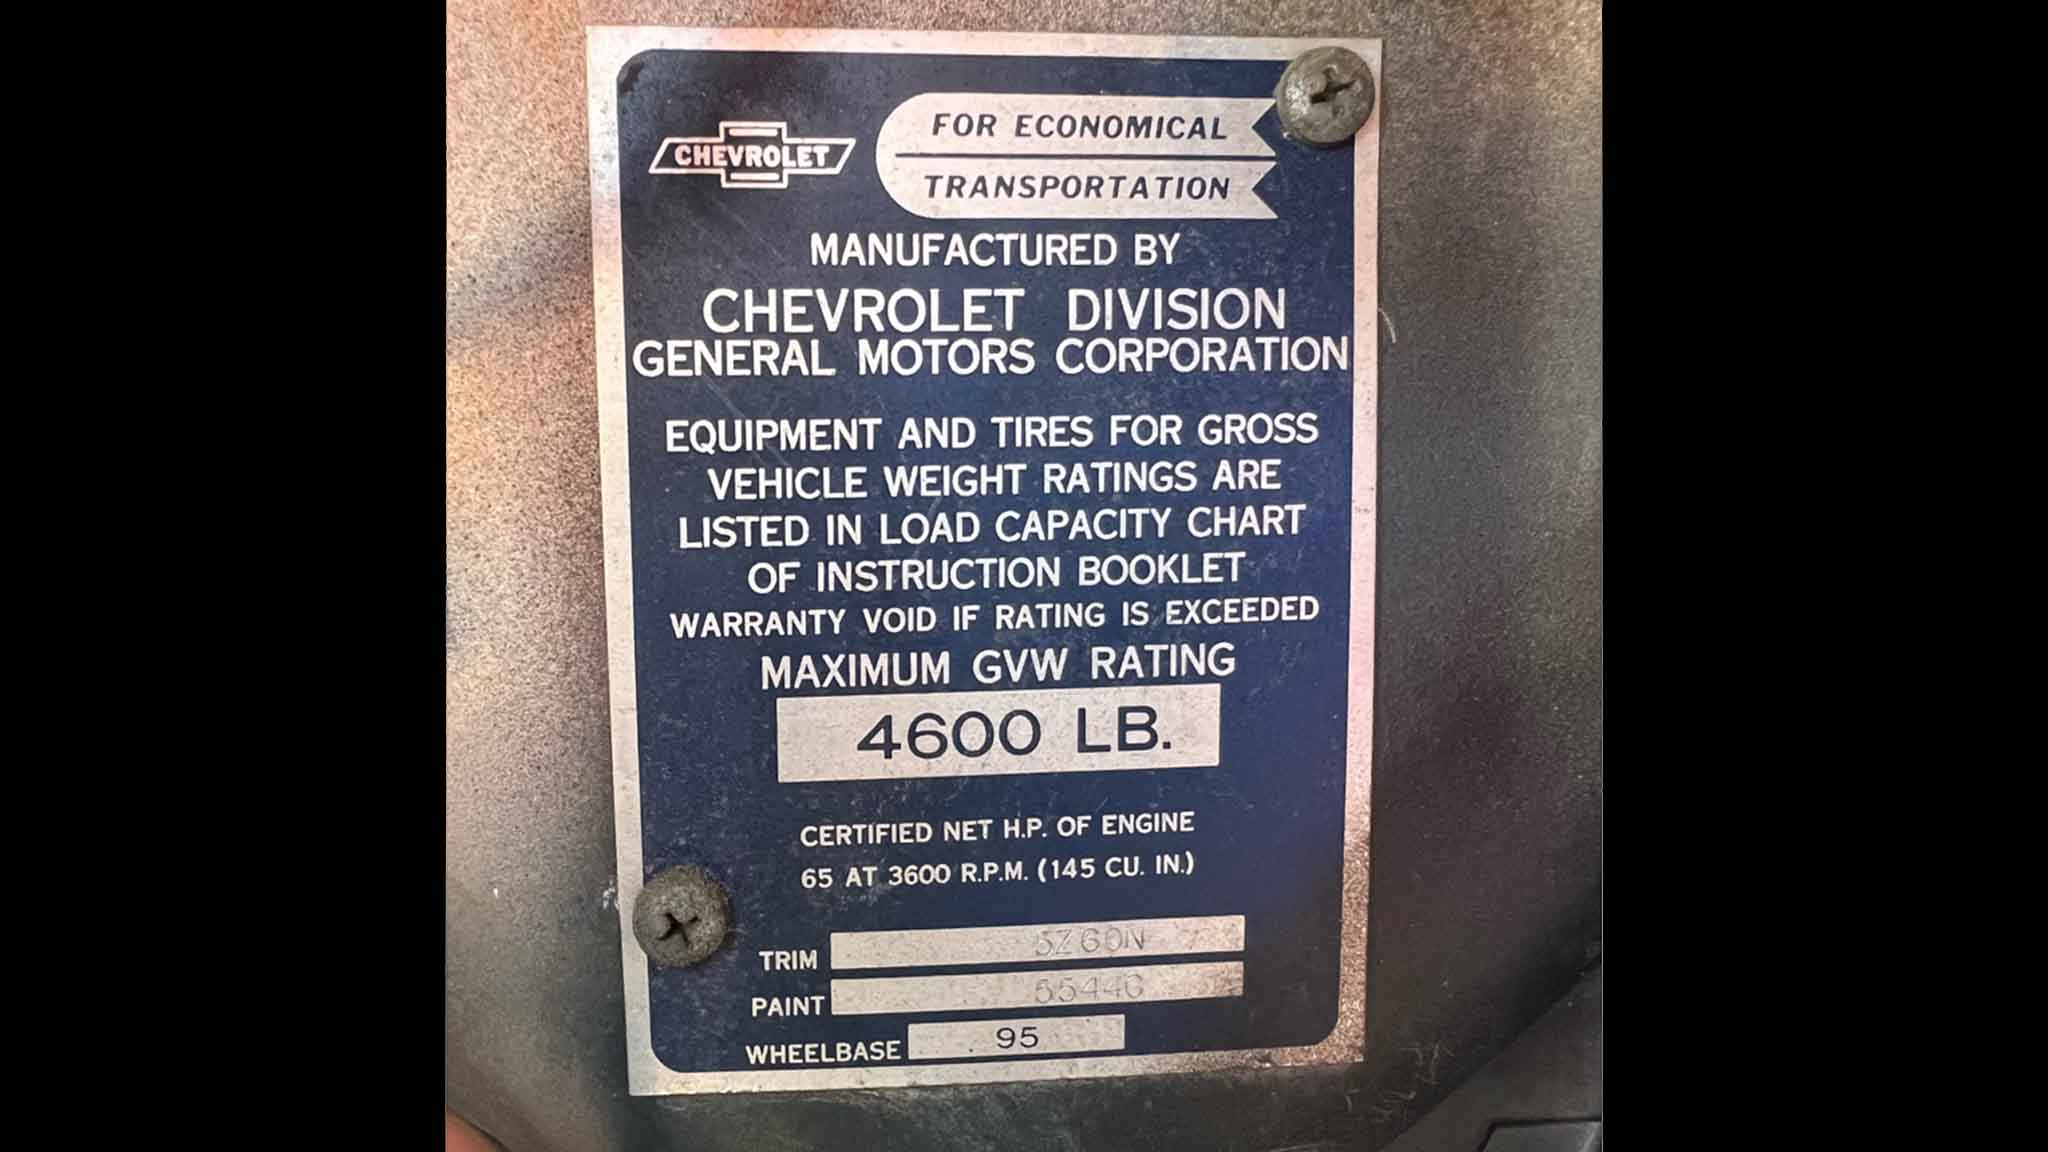 CHEVROLET
FOR ECONOMICAL
TRANSPORTATION
MANUFACTURED BY
CHEVROLET DIVISION
GENERAL MOTORS CORPORATION
EQUIPMENT AND TIRES FOR GROSS
VEHICLE WEIGHT RATINGS ARE
LISTED IN LOAD CAPACITY CHART
OF INSTRUCTION BOOKLET
WARRANTY VOID IF RATING IS EXCEEDED
MAXIMUM GVW RATING
4600 LB.
CERTIFIED NET H.P. OF ENGINE
65 AT 3600 R.P.M. (145 CU. IN.)
TRIM 5Z60N
PAINT
WHEELBASE 95